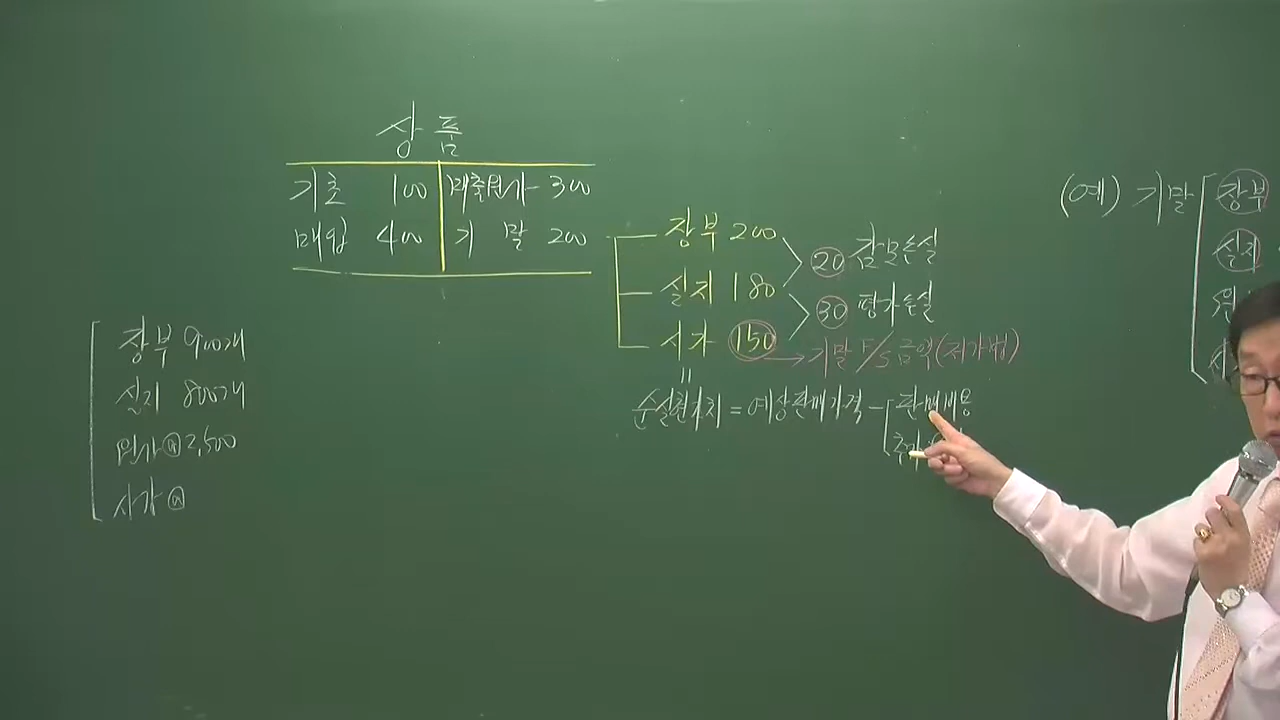 상품
기초 100 매출원가 300
매입 400 기말 200
장부 200
실지 180
시가 150
20 감모손실
30 평가손실
→ 기말 F/S 금액(저가법)
=
순실현가치 = 예상판매가격 - 판매비용
추가
장부 900개
실지 800개
원가 @ 2,500
시가 @
(예) 기말 장부
실지